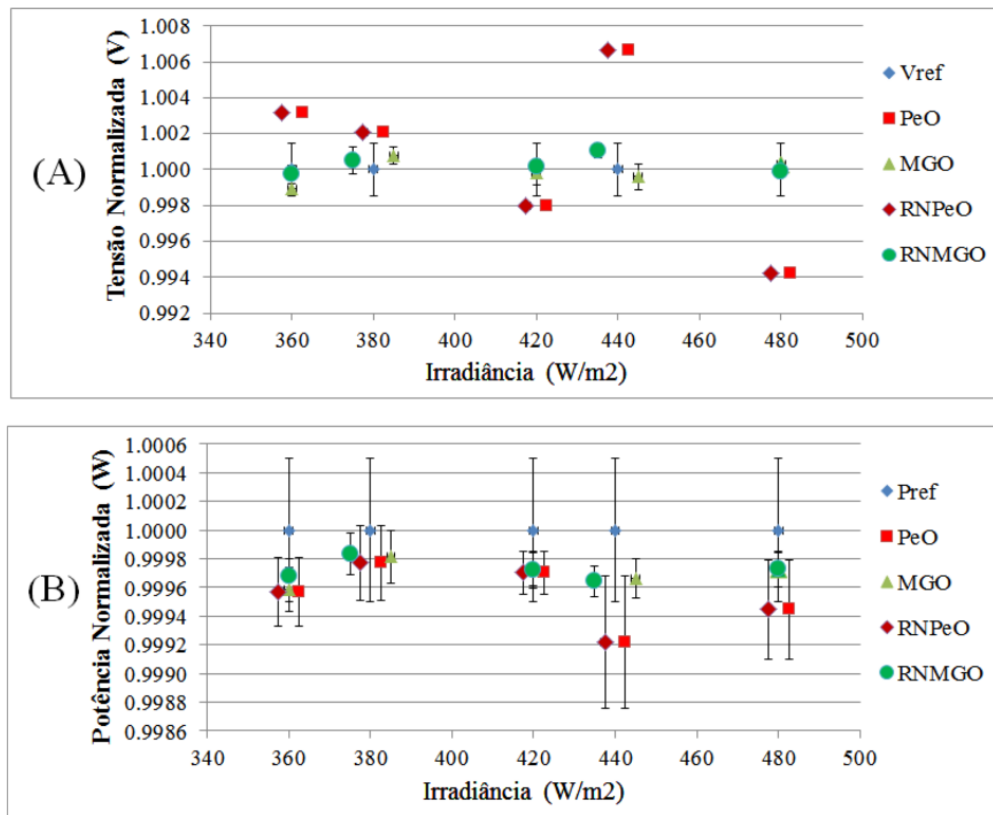 (A)
Tensão Normalizada (V)
1.008
1.006
1.004
1.002
1.000
0.998
0.996
0.994
0.992
340 360 380 400 420 440 460 480 500
Irradiância (W/m2)
Vref
PeO
MGO
RNPeO
RNMGO
(B)
Potência Normalizada (W)
1.0006
1.0004
1.0002
1.0000
0.9998
0.9996
0.9994
0.9992
0.9990
0.9988
0.9986
340 360 380 400 420 440 460 480 500
Irradiância (W/m2)
Pref
PeO
MGO
RNPeO
RNMGO